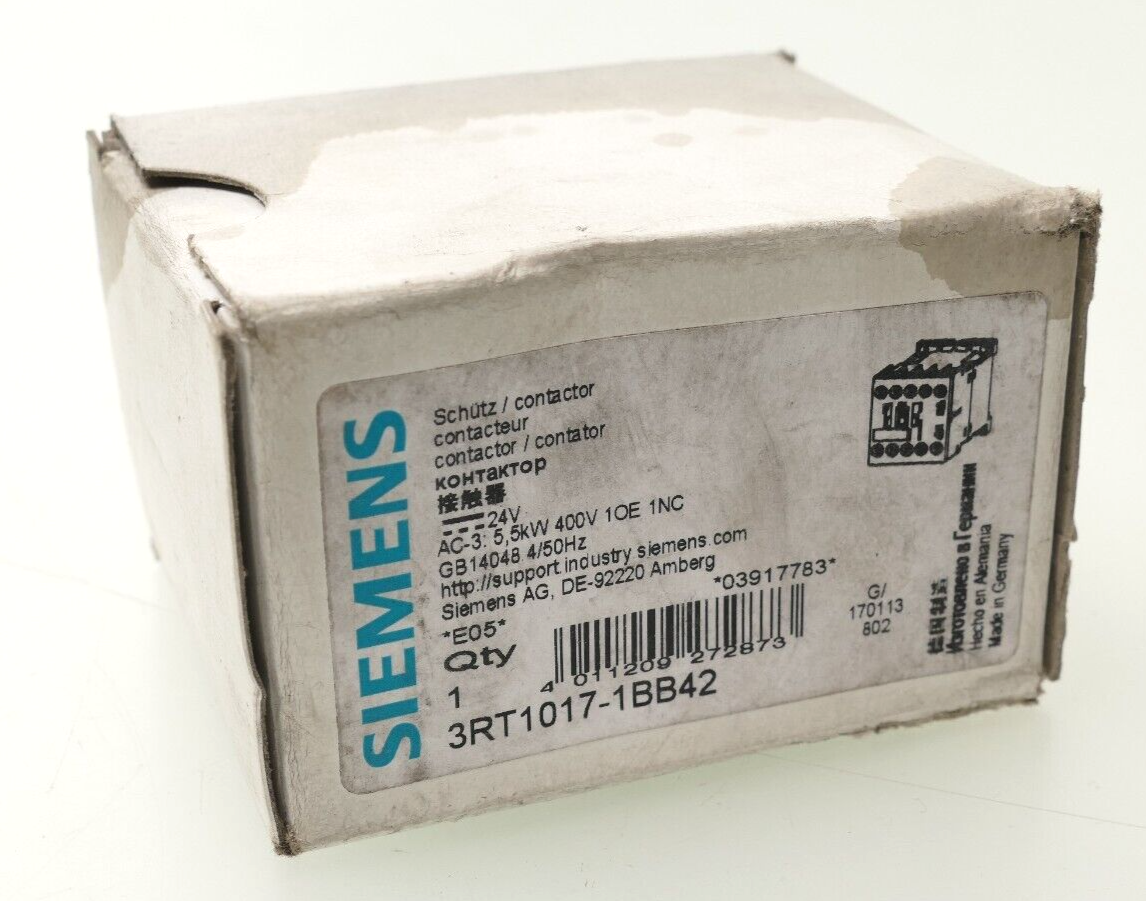 SIEMENS
Schütz / contactor
contacteur
contactor / contator
контактор
接触器
24V
AC-3: 5,5kW 400V 1OE 1NC
GB14048.4/50Hz
http://support.industry.siemens.com
Siemens AG, DE-92220 Amberg
*E05*
*03917783*
Qty
1
4 011209 272873
3RT1017-1BB42
G/
170113
802
德国制造
Изготовлено в Германии
Hecho en Alemania
Made in Germany